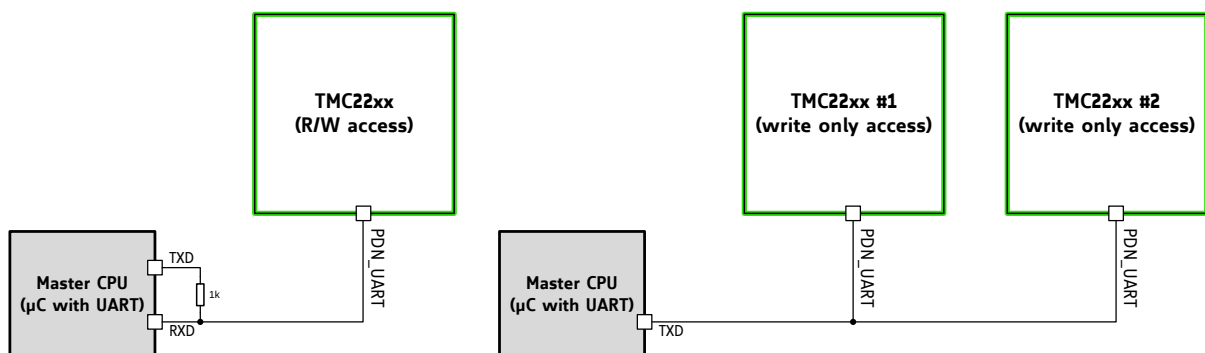 TMC22xx
(R/W access)
PDN_UART
Master CPU
(µC with UART)
TXD
1k
RXD
TMC22xx #1
(write only access)
TMC22xx #2
(write only access)
PDN_UART
PDN_UART
Master CPU
(µC with UART)
TXD